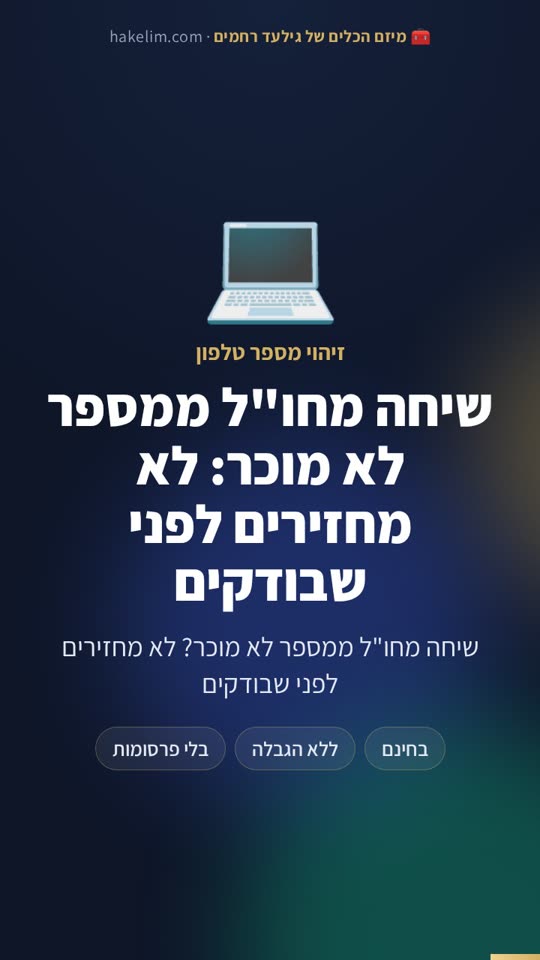 🧰 מיזם הכלים של גילעד רחמים · hakelim.com
זיהוי מספר טלפון
שיחה מחו"ל ממספר
לא מוכר: לא
מחזירים לפני
שבודקים
שיחה מחו"ל ממספר לא מוכר? לא מחזירים
לפני שבודקים
בחינם
ללא הגבלה
בלי פרסומות